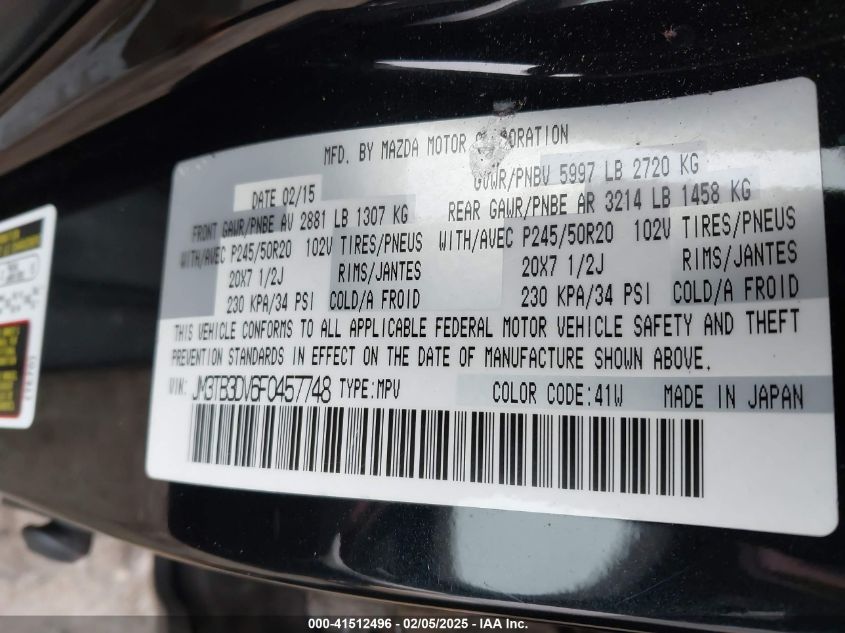 MFD. BY MAZDA MOTOR CORPORATION
DATE 02/15
GVWR/PNBV 5997 LB 2720 KG
FRONT GAWR/PNBE AV 2881 LB 1307 KG
REAR GAWR/PNBE AR 3214 LB 1458 KG
WITH/AVEC P245/50R20 102V TIRES/PNEUS
WITH/AVEC P245/50R20 102V TIRES/PNEUS
20X7 1/2J RIMS/JANTES
20X7 1/2J RIMS/JANTES
230 KPA/34 PSI COLD/A FROID
230 KPA/34 PSI COLD/A FROID
THIS VEHICLE CONFORMS TO ALL APPLICABLE FEDERAL MOTOR VEHICLE SAFETY AND THEFT
PREVENTION STANDARDS IN EFFECT ON THE DATE OF MANUFACTURE SHOWN ABOVE.
VIN: JM3TB3DV6F0457748 TYPE:MPV COLOR CODE:41W MADE IN JAPAN
000-41512496 - 02/05/2025 - IAA Inc.